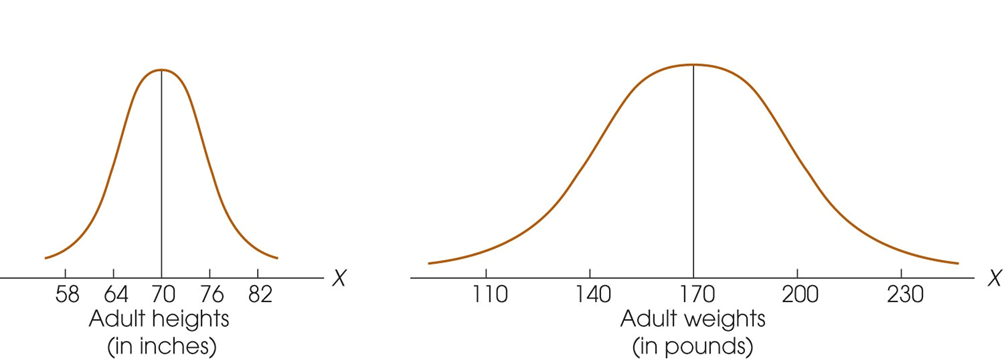 58 64 70 76 82 X
Adult heights
(in inches)
110 140 170 200 230 X
Adult weights
(in pounds)